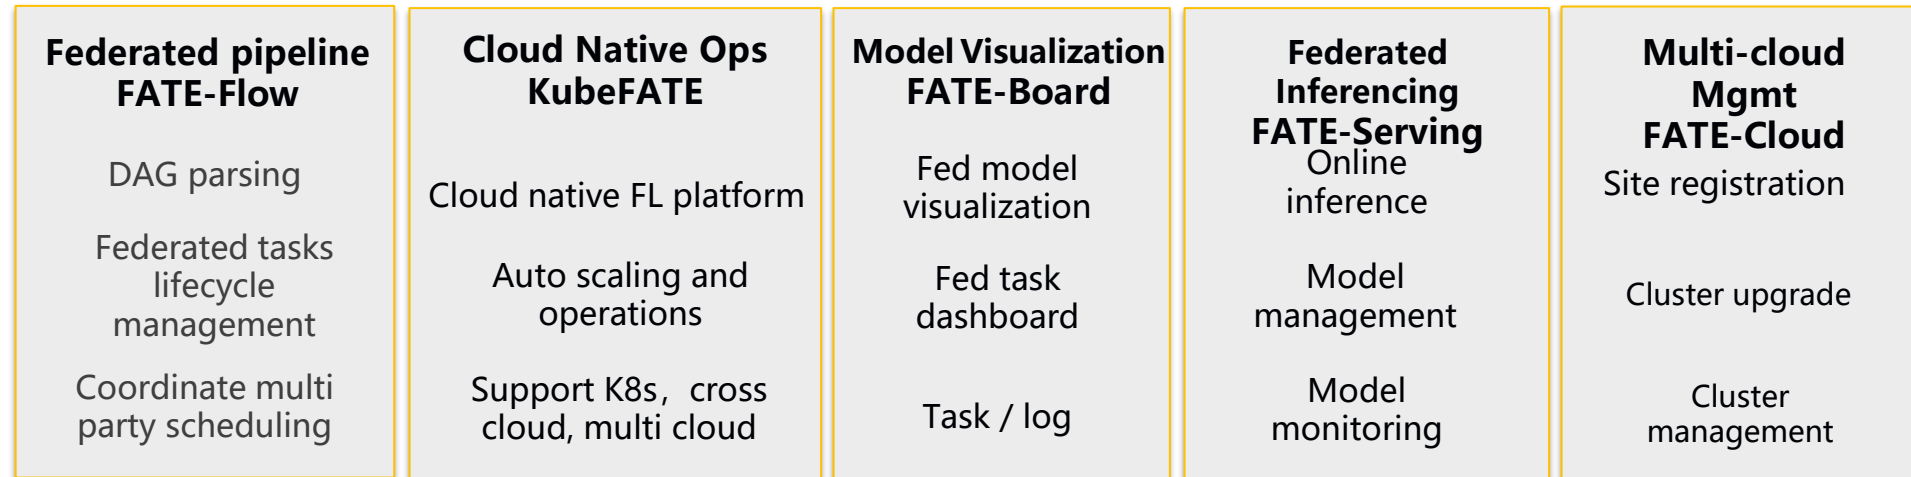 Federated pipeline
FATE-Flow
DAG parsing
Federated tasks
lifecycle
management
Coordinate multi
party scheduling
Cloud Native Ops
KubeFATE
Cloud native FL platform
Auto scaling and
operations
Support K8s，cross
cloud, multi cloud
Model Visualization
FATE-Board
Fed model
visualization
Fed task
dashboard
Task / log
Federated
Inferencing
FATE-Serving
Online
inference
Model
management
Model
monitoring
Multi-cloud
Mgmt
FATE-Cloud
Site registration
Cluster upgrade
Cluster
management